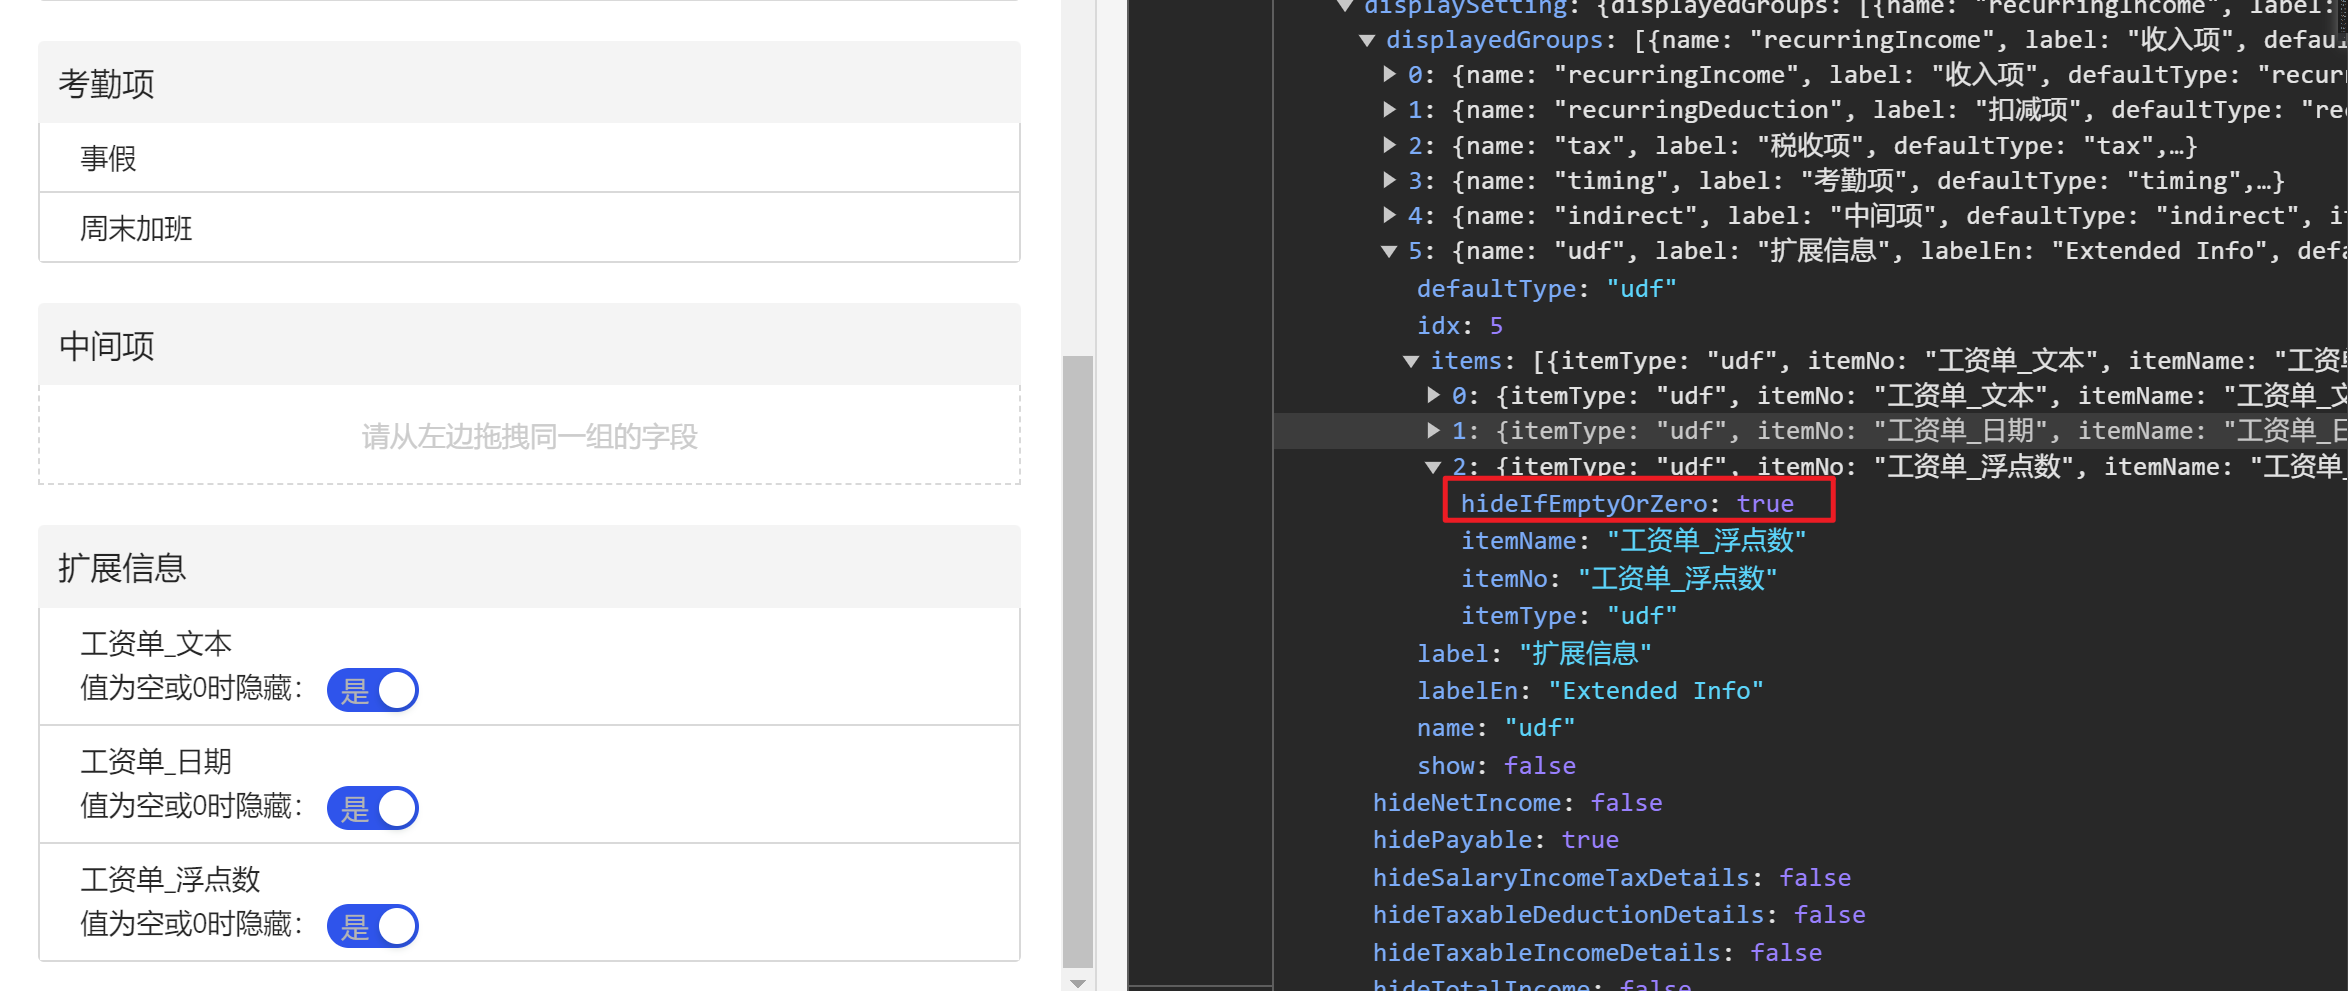 考勤项
事假
周末加班
中间项
请从左边拖拽同一组的字段
扩展信息
工资单_文本
值为空或0时隐藏： 是
工资单_日期
值为空或0时隐藏： 是
工资单_浮点数
值为空或0时隐藏： 是
displaySetting: {displayedGroups: [{name: "recurringIncome", label:
displayedGroups: [{name: "recurringIncome", label: "收入项", defau
0: {name: "recurringIncome", label: "收入项", defaultType: "recur
1: {name: "recurringDeduction", label: "扣减项", defaultType: "re
2: {name: "tax", label: "税收项", defaultType: "tax",…}
3: {name: "timing", label: "考勤项", defaultType: "timing",…}
4: {name: "indirect", label: "中间项", defaultType: "indirect", it
5: {name: "udf", label: "扩展信息", labelEn: "Extended Info", defa
defaultType: "udf"
idx: 5
items: [{itemType: "udf", itemNo: "工资单_文本", itemName: "工资
0: {itemType: "udf", itemNo: "工资单_文本", itemName: "工资单_文
1: {itemType: "udf", itemNo: "工资单_日期", itemName: "工资单_日
2: {itemType: "udf", itemNo: "工资单_浮点数", itemName: "工资单_
hideIfEmptyOrZero: true
itemName: "工资单_浮点数"
itemNo: "工资单_浮点数"
itemType: "udf"
label: "扩展信息"
labelEn: "Extended Info"
name: "udf"
show: false
hideNetIncome: false
hidePayable: true
hideSalaryIncomeTaxDetails: false
hideTaxableDeductionDetails: false
hideTaxableIncomeDetails: false
hideTotalIncome: false